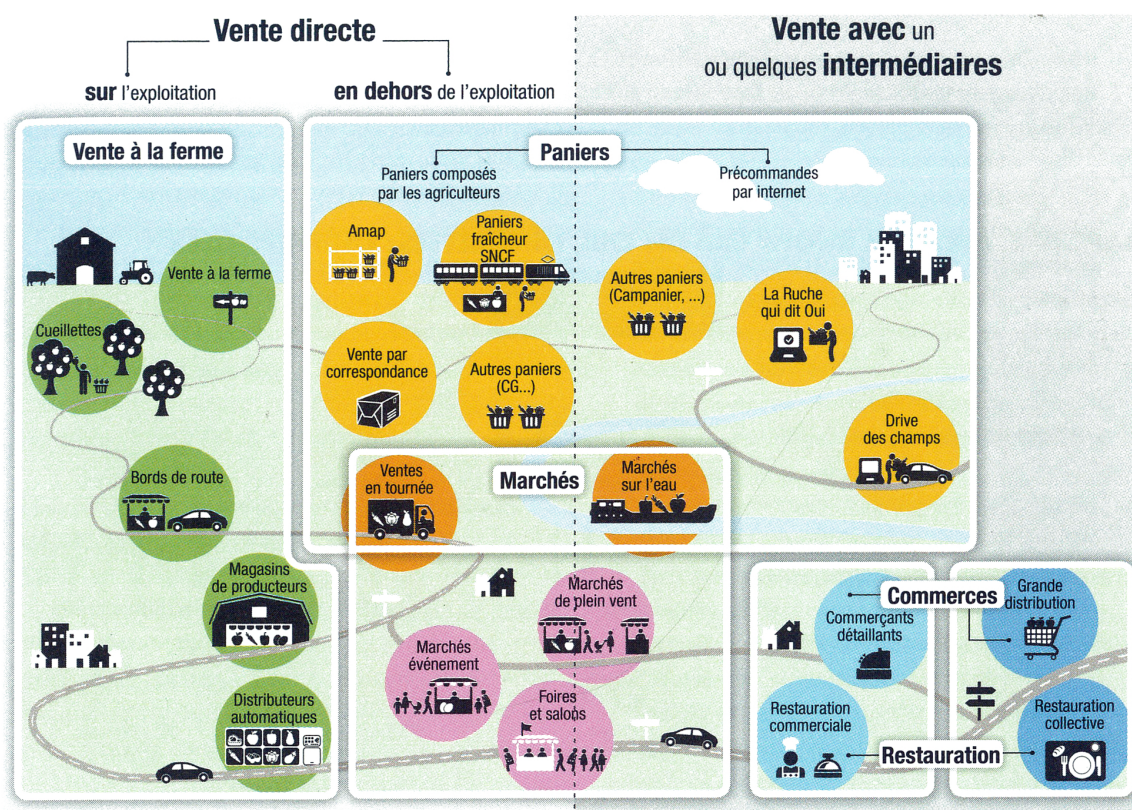 Vente directe
sur l'exploitation
en dehors de l'exploitation
Vente avec un
ou quelques intermédiaires
Vente à la ferme
Vente à la ferme
Cueillettes
Bords de route
Magasins
de producteurs
Distributeurs
automatiques
Paniers
Paniers composés
par les agriculteurs
Précommandes
par internet
Amap
Paniers
fraîcheur
SNCF
Autres paniers
(Campanier, ...)
La Ruche
qui dit Oui
Vente par
correspondance
Autres paniers
(CG...)
Drive
des champs
Marchés
Ventes
en tournée
Marchés
sur l'eau
Marchés
de plein vent
Marchés
événement
Foires
et salons
Commerces
Commerçants
détaillants
Grande
distribution
Restauration
commerciale
Restauration
Restauration
collective